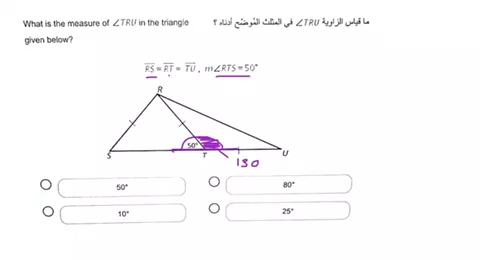 What is the measure of ∠TRU in the triangle given below?
ما قياس الزاوية TRU∠ في المثلث المُوضّح أدناه ؟
RS = RT = TU , m∠RTS = 50°
R
S
50°
T
U
130
50°
80°
10°
25°